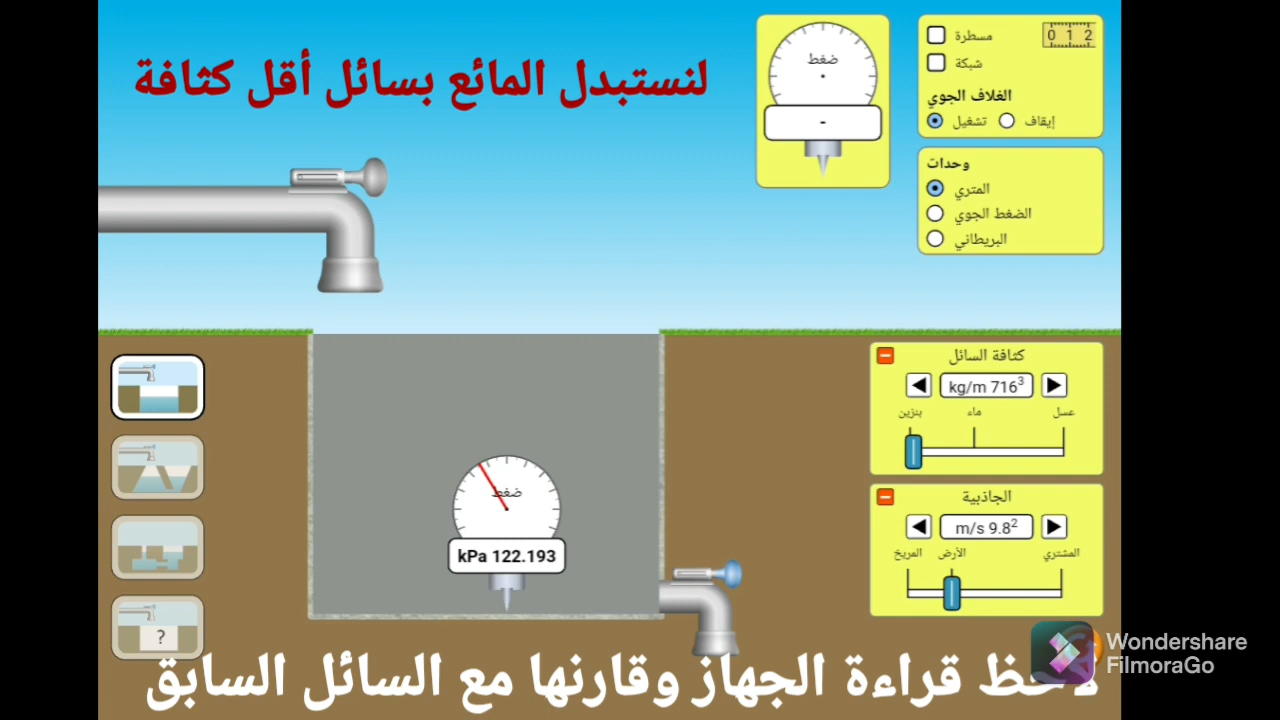 لنستبدل المائع بسائل أقل كثافة
ضغط
-
مسطرة
0 1 2
شبكة
الغلاف الجوي
تشغيل
إيقاف
وحدات
المتري
الضغط الجوي
البريطاني
كثافة السائل
kg/m 716³
بنزين
ماء
عسل
ضغط
kPa 122.193
الجاذبية
m/s 9.8²
المريخ
الأرض
المشتري
?
لاحظ قراءة الجهاز وقارنها مع السائل السابق
Wondershare
FilmoraGo